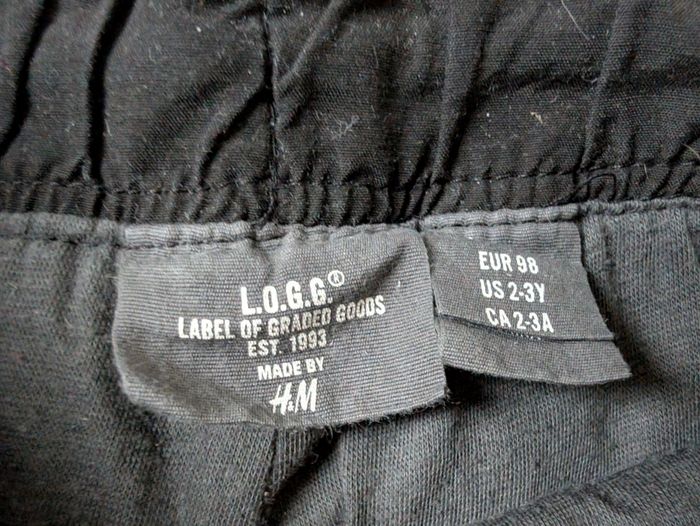 L.O.G.G.®
LABEL OF GRADED GOODS
EST. 1993
MADE BY
H&M
EUR 98
US 2-3Y
CA 2-3A